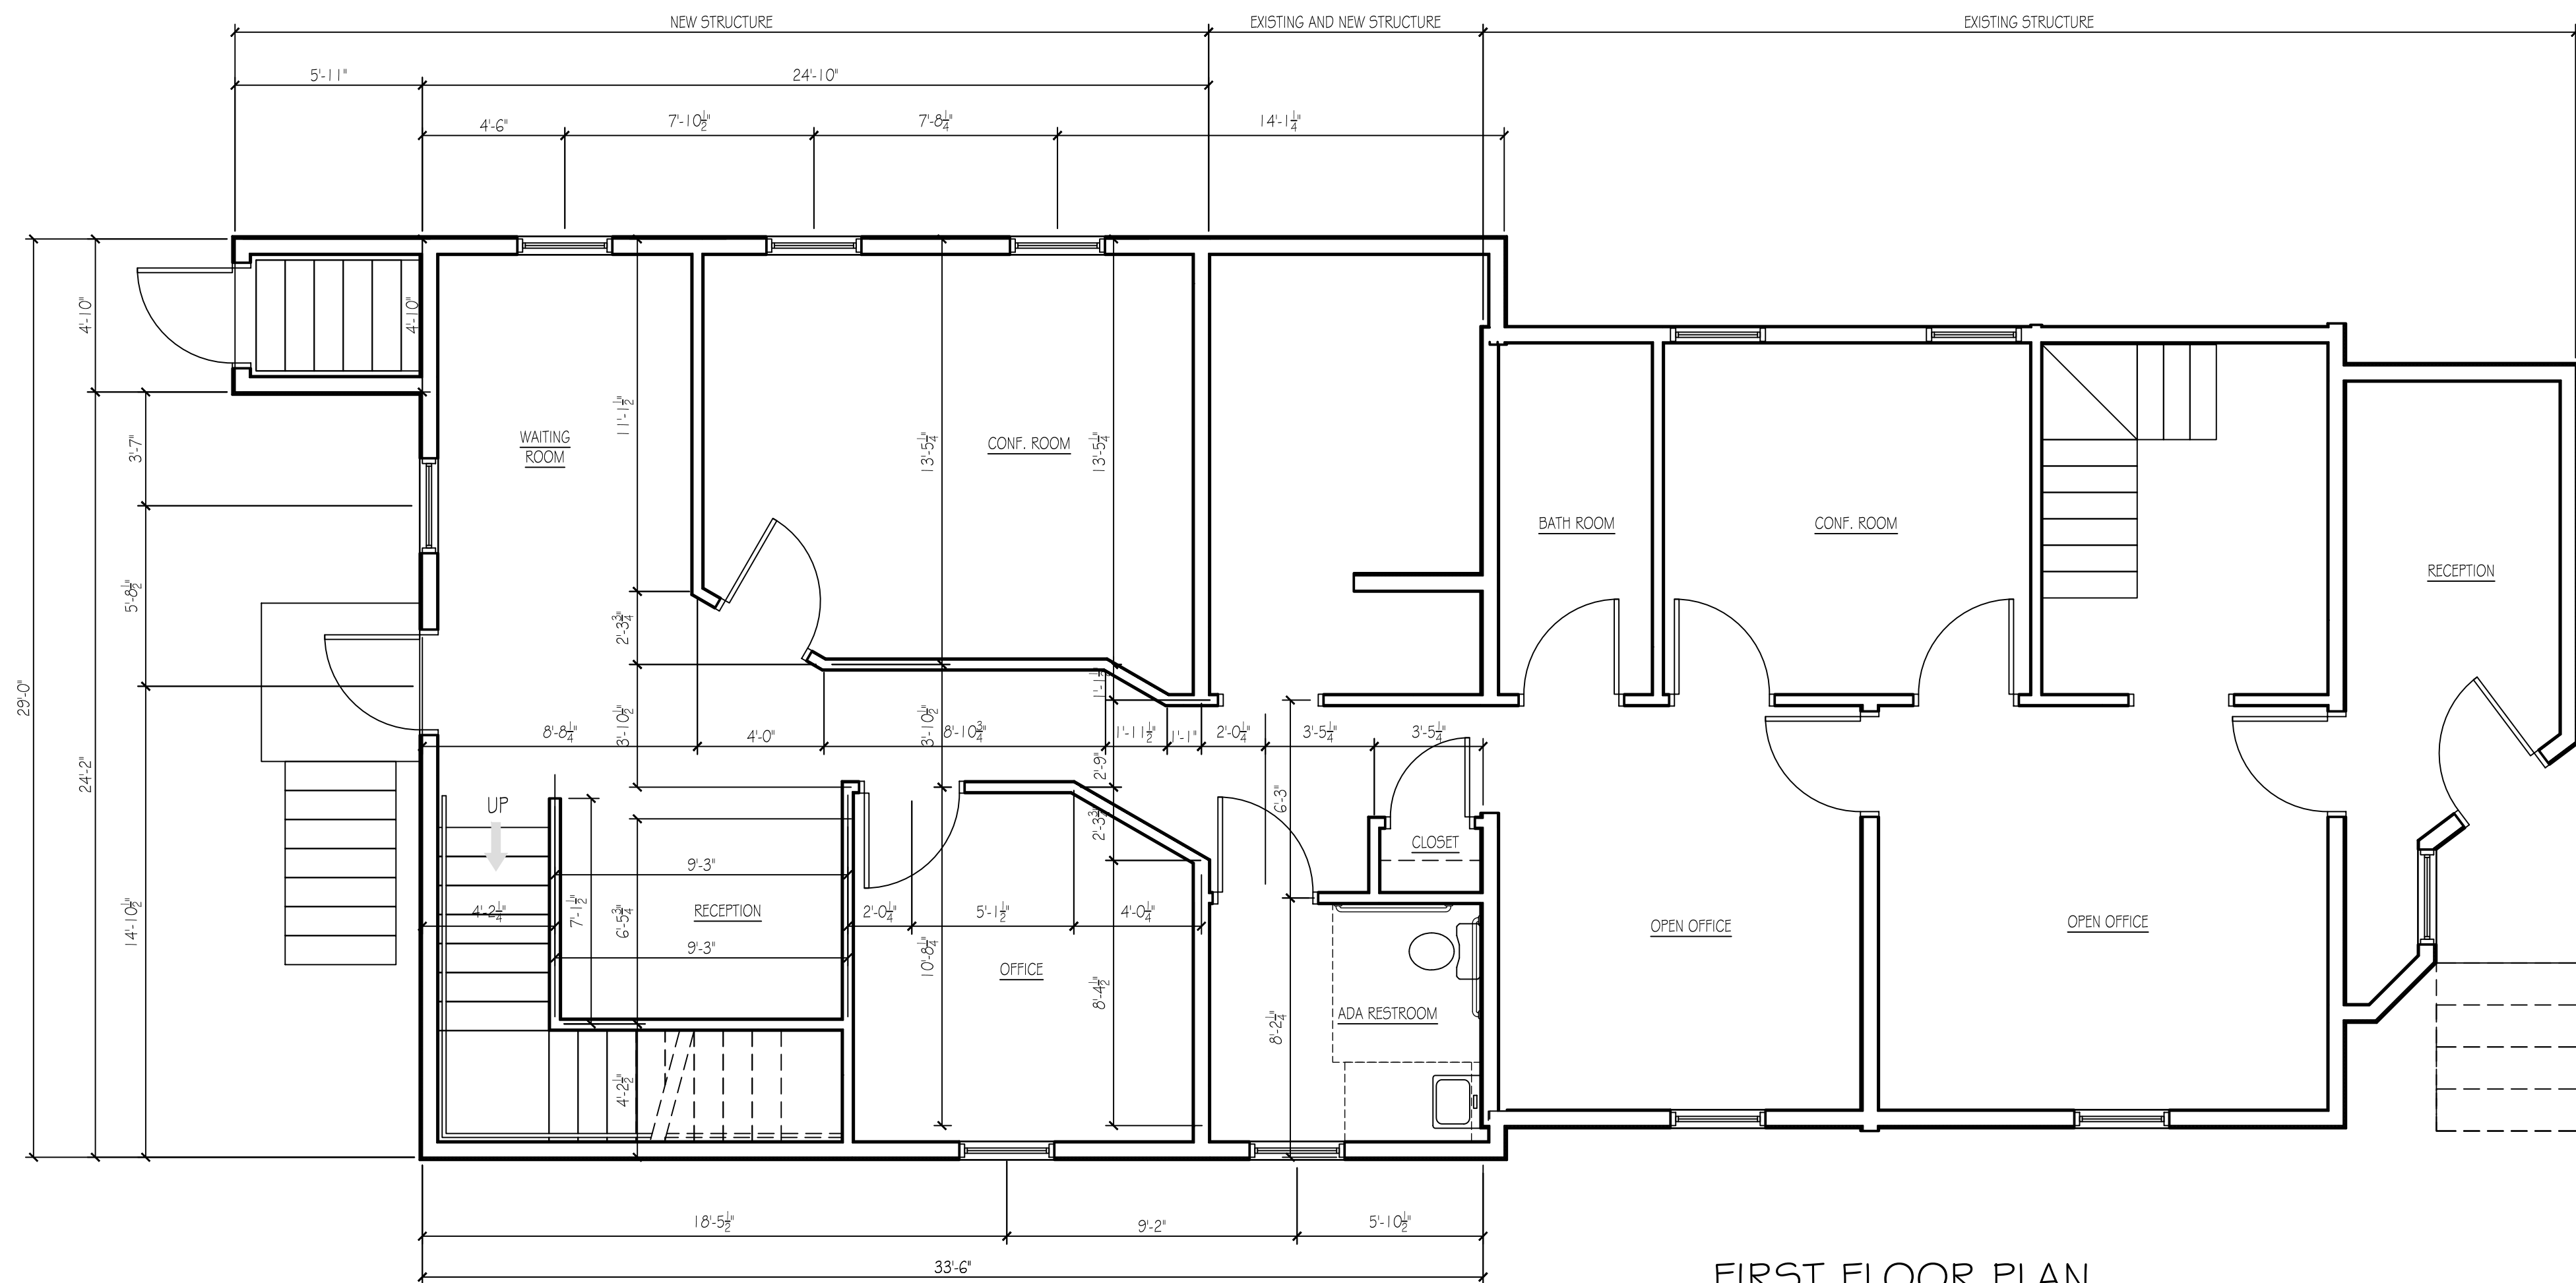 NEW STRUCTURE
EXISTING AND NEW STRUCTURE
EXISTING STRUCTURE
5'-11"
24'-10"
4'-6"
7'-10½"
7'-8¼"
14'-1¼"
4'-10"
4'-10"
3'-7"
5'-8½"
29'-0"
24'-2"
14'-10½"
WAITING
ROOM
11'-1½"
13'-5¼"
CONF. ROOM
13'-5¼"
BATH ROOM
CONF. ROOM
RECEPTION
2'-3¾"
3'-10½"
3'-10½"
8'-8¼"
4'-0"
8'-10¾"
1'-11½"
1'-1"
2'-0¼"
3'-5¼"
3'-5¼"
2'-9"
6'-3"
2'-3¾"
UP
CLOSET
9'-3"
4'-2¼"
7'-1½"
6'-5¾"
RECEPTION
2'-0¼"
5'-1½"
4'-0¼"
9'-3"
10'-8¼"
OFFICE
8'-4½"
8'-2¼"
ADA RESTROOM
OPEN OFFICE
OPEN OFFICE
4'-2½"
18'-5½"
9'-2"
5'-10½"
33'-6"
FIRST FLOOR PLAN